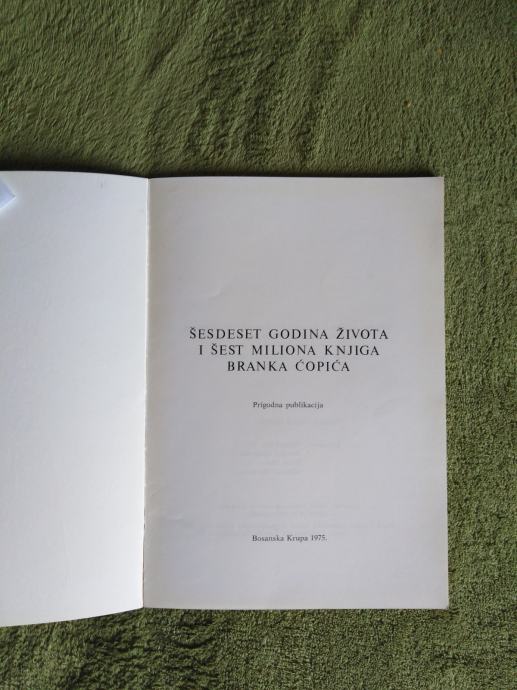 ŠESDESET GODINA ŽIVOTA
I ŠEST MILIONA KNJIGA
BRANKA ĆOPIĆA
Prigodna publikacija
Bosanska Krupa 1975.